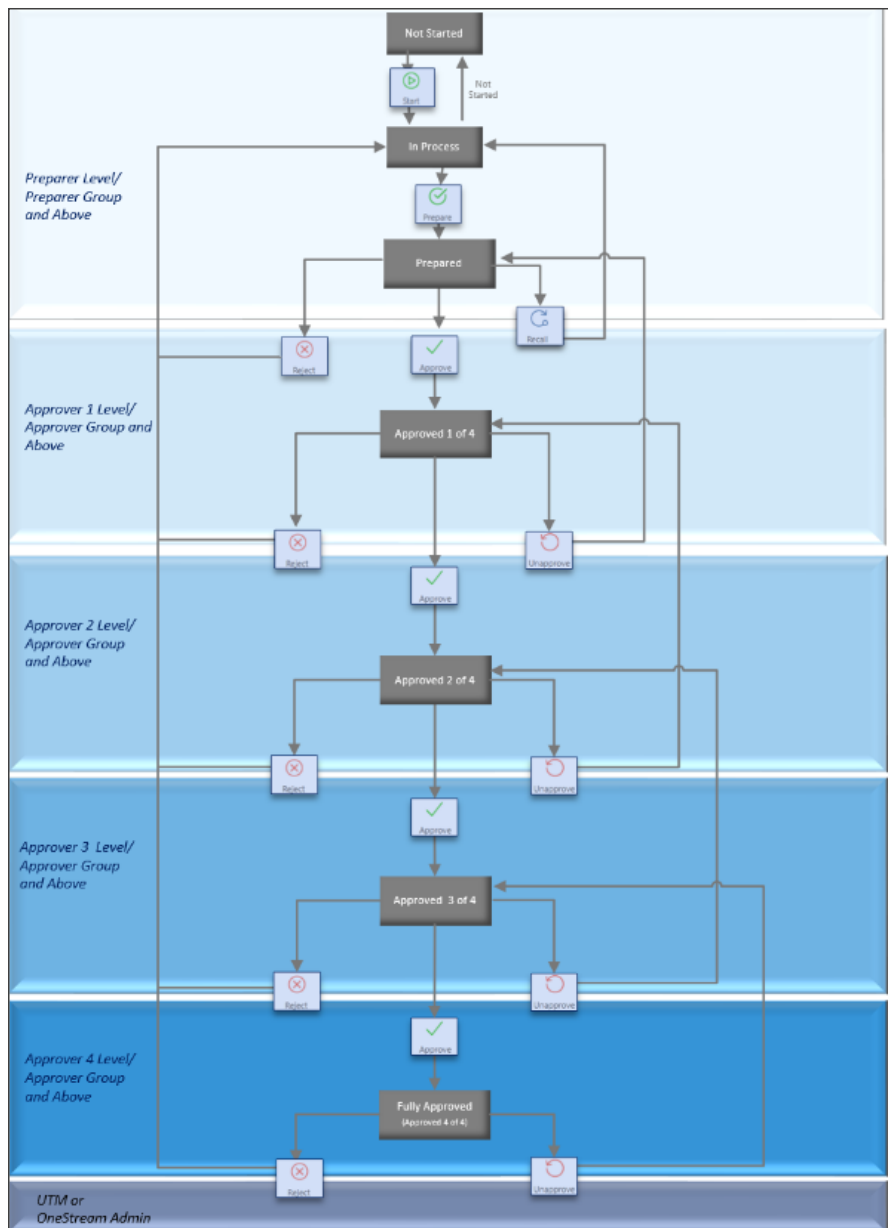 Not Started
Start
Not
Started
In Process
Preparer Level/
Preparer Group
and Above
Prepare
Prepared
Recall
Reject
Approve
Approver 1 Level/
Approver Group and
Above
Approved 1 of 4
Reject
Unapprove
Approve
Approver 2 Level/
Approver Group
and Above
Approved 2 of 4
Reject
Unapprove
Approve
Approver 3 Level/
Approver Group
and Above
Approved 3 of 4
Reject
Unapprove
Approve
Approver 4 Level/
Approver Group
and Above
Fully Approved
(Approved 4 of 4)
Reject
Unapprove
UTM or
OneStream Admin